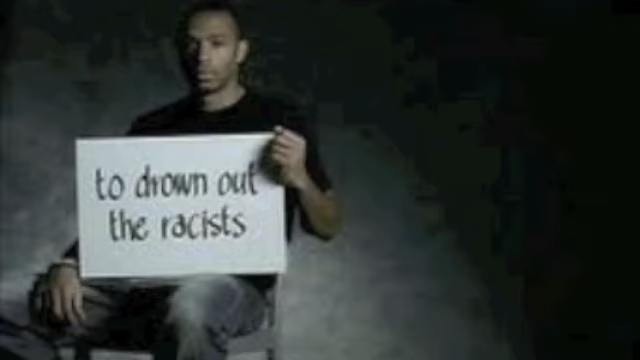 to drown out
the racists